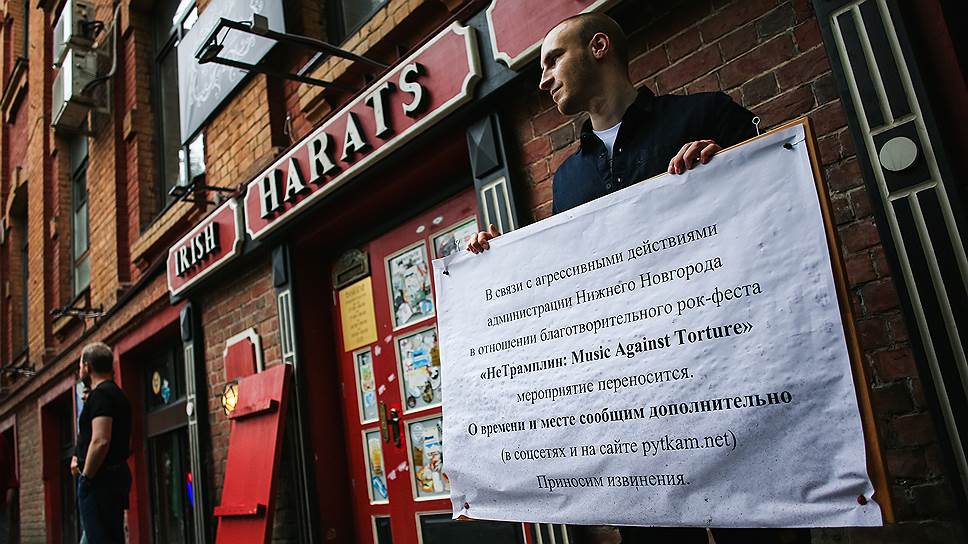 IRISH
HARATS
В связи с агрессивными действиями
администрации Нижнего Новгорода
в отношении благотворительного рок-феста
«НеТрамплин: Music Against Torture»
мероприятие переносится.
О времени и месте сообщим дополнительно
(в соцсетях и на сайте pytkam.net)
Приносим извинения.